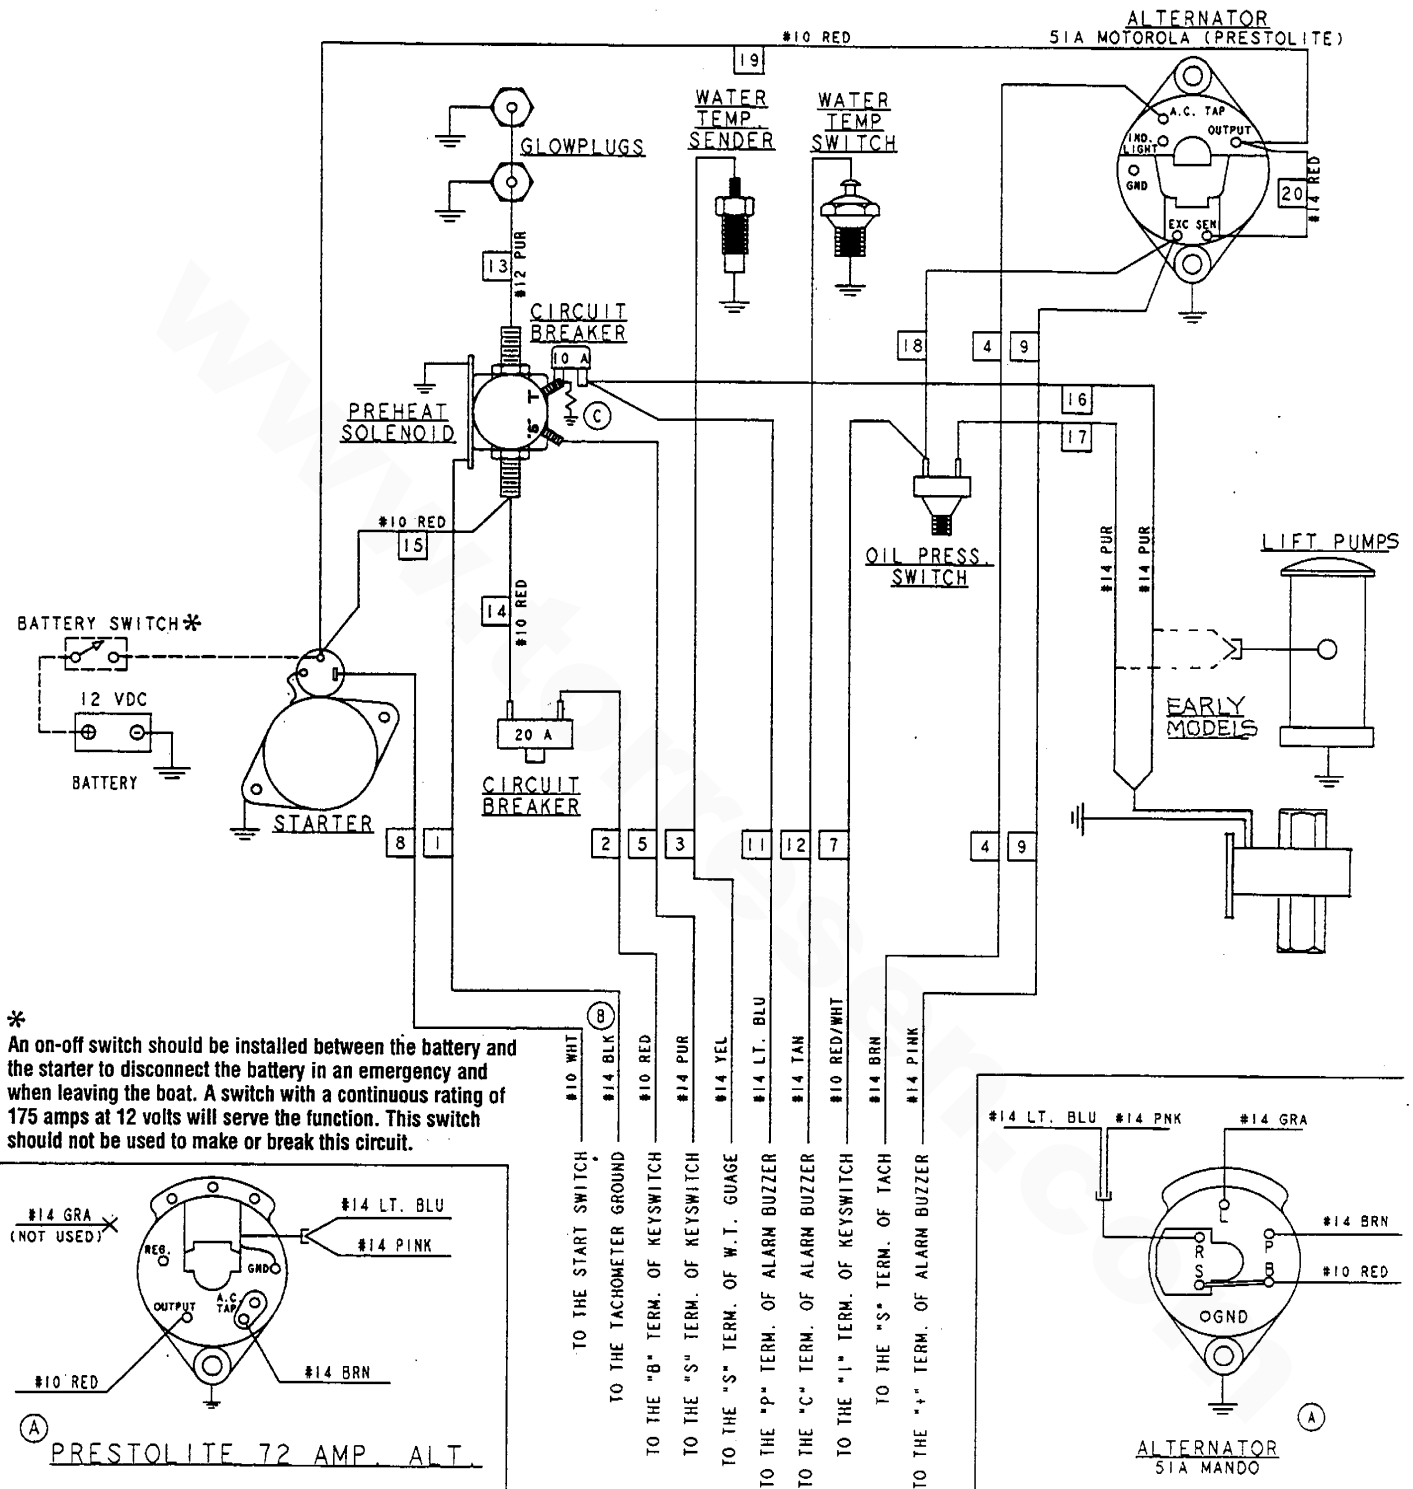 ALTERNATOR
51A MOTOROLA (PRESTOLITE)
#10 RED
19
WATER
TEMP.
SENDER
WATER
TEMP
SWITCH
A.C. TAP
OUTPUT
IND.
LIGHT
GND
EXC SEN
20
#14 RED
GLOWPLUGS
13
#12 PUR
CIRCUIT
BREAKER
10 A
18
4
9
PREHEAT
SOLENOID
T
"S"
C
16
17
#10 RED
15
OIL PRESS.
SWITCH
#14 PUR
#14 PUR
LIFT PUMPS
14
#10 RED
BATTERY SWITCH*
12 VDC
BATTERY
STARTER
20 A
CIRCUIT
BREAKER
EARLY
MODELS
8
1
2
5
3
11
12
7
4
9
B
#10 WHT
#14 BLK
#10 RED
#14 PUR
#14 YEL
#14 LT. BLU
#14 TAN
#10 RED/WHT
#14 BRN
#14 PINK
TO THE START SWITCH
TO THE TACHOMETER GROUND
TO THE "B" TERM. OF KEYSWITCH
TO THE "S" TERM. OF KEYSWITCH
TO THE "S" TERM. OF W.T. GUAGE
TO THE "P" TERM. OF ALARM BUZZER
TO THE "C" TERM. OF ALARM BUZZER
TO THE "I" TERM. OF KEYSWITCH
TO THE "S" TERM. OF TACH
TO THE "+" TERM. OF ALARM BUZZER
*
An on-off switch should be installed between the battery and
the starter to disconnect the battery in an emergency and
when leaving the boat. A switch with a continuous rating of
175 amps at 12 volts will serve the function. This switch
should not be used to make or break this circuit.
#14 GRA
(NOT USED)
#14 LT. BLU
#14 PINK
REG.
GND
OUTPUT
A.C.
TAP
#10 RED
#14 BRN
A
PRESTOLITE 72 AMP. ALT.
#14 LT. BLU
#14 PNK
#14 GRA
L
R
P
S
B
GND
#14 BRN
#10 RED
A
ALTERNATOR
51A MANDO
www.torresen.com